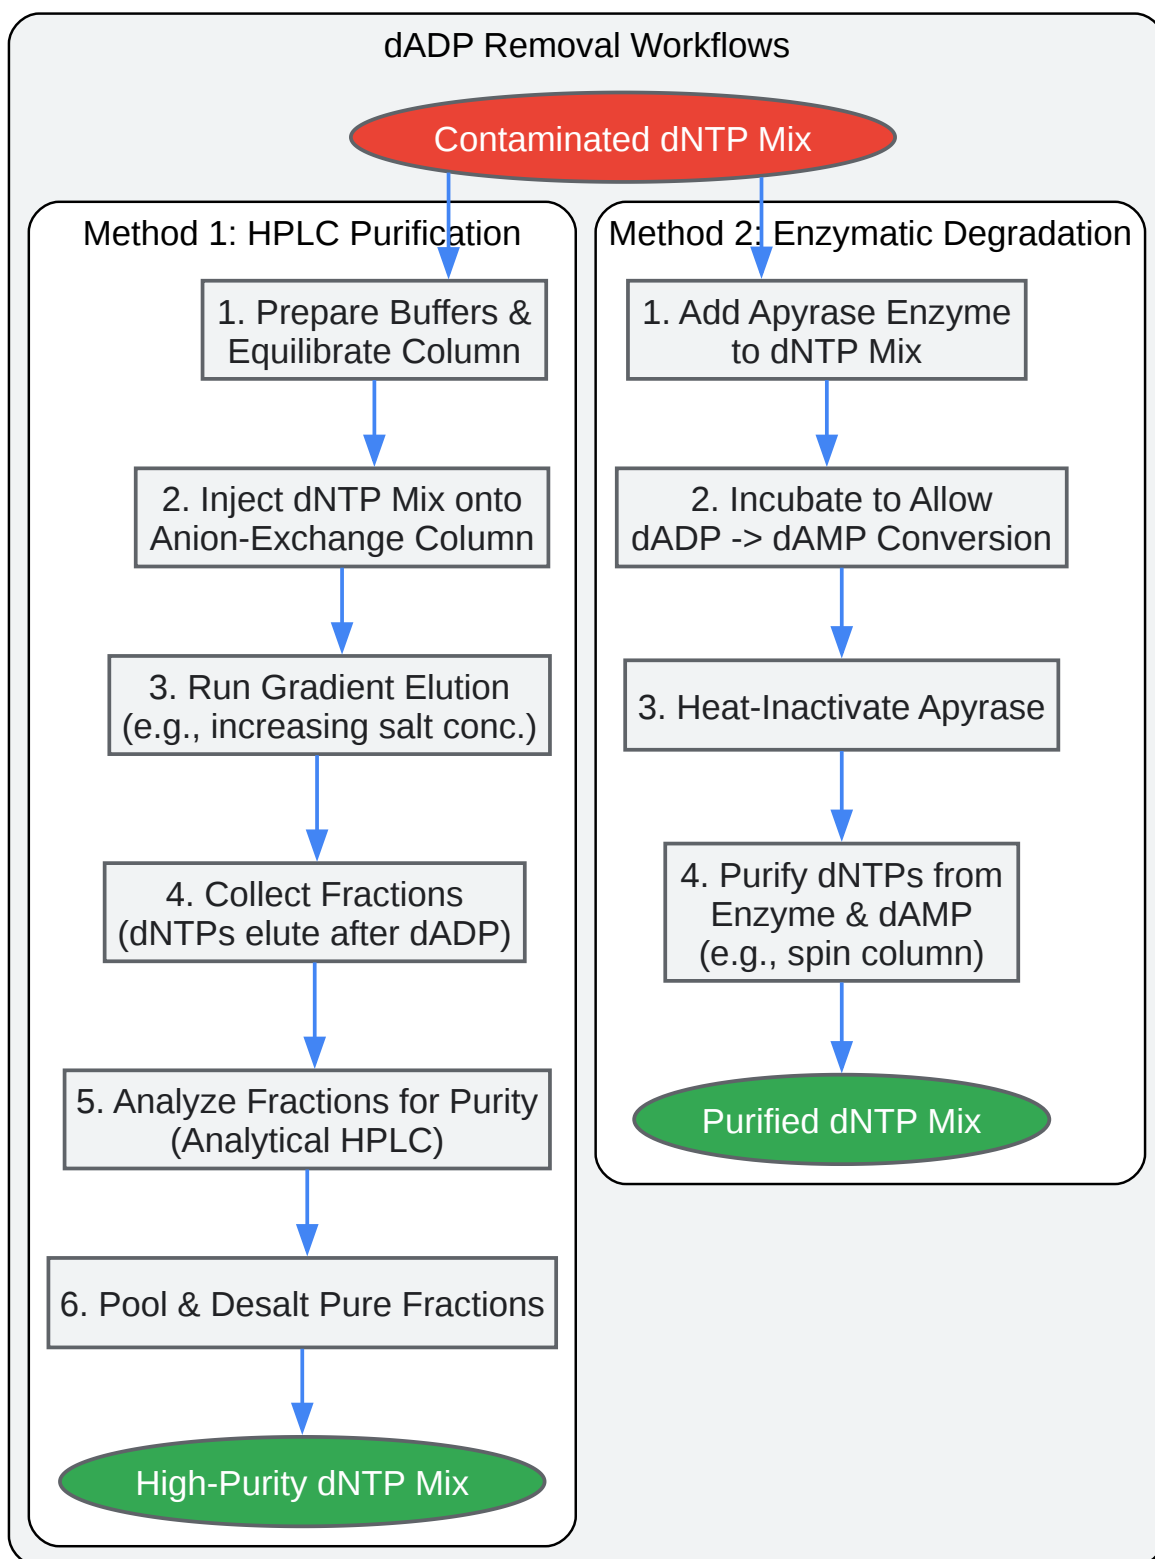 dADP Removal Workflows
Contaminated dNTP Mix
Method 1: HPLC Purification
1. Prepare Buffers &
Equilibrate Column
2. Inject dNTP Mix onto
Anion-Exchange Column
3. Run Gradient Elution
(e.g., increasing salt conc.)
4. Collect Fractions
(dNTPs elute after dADP)
5. Analyze Fractions for Purity
(Analytical HPLC)
6. Pool & Desalt Pure Fractions
High-Purity dNTP Mix
Method 2: Enzymatic Degradation
1. Add Apyrase Enzyme
to dNTP Mix
2. Incubate to Allow
dADP -> dAMP Conversion
3. Heat-Inactivate Apyrase
4. Purify dNTPs from
Enzyme & dAMP
(e.g., spin column)
Purified dNTP Mix